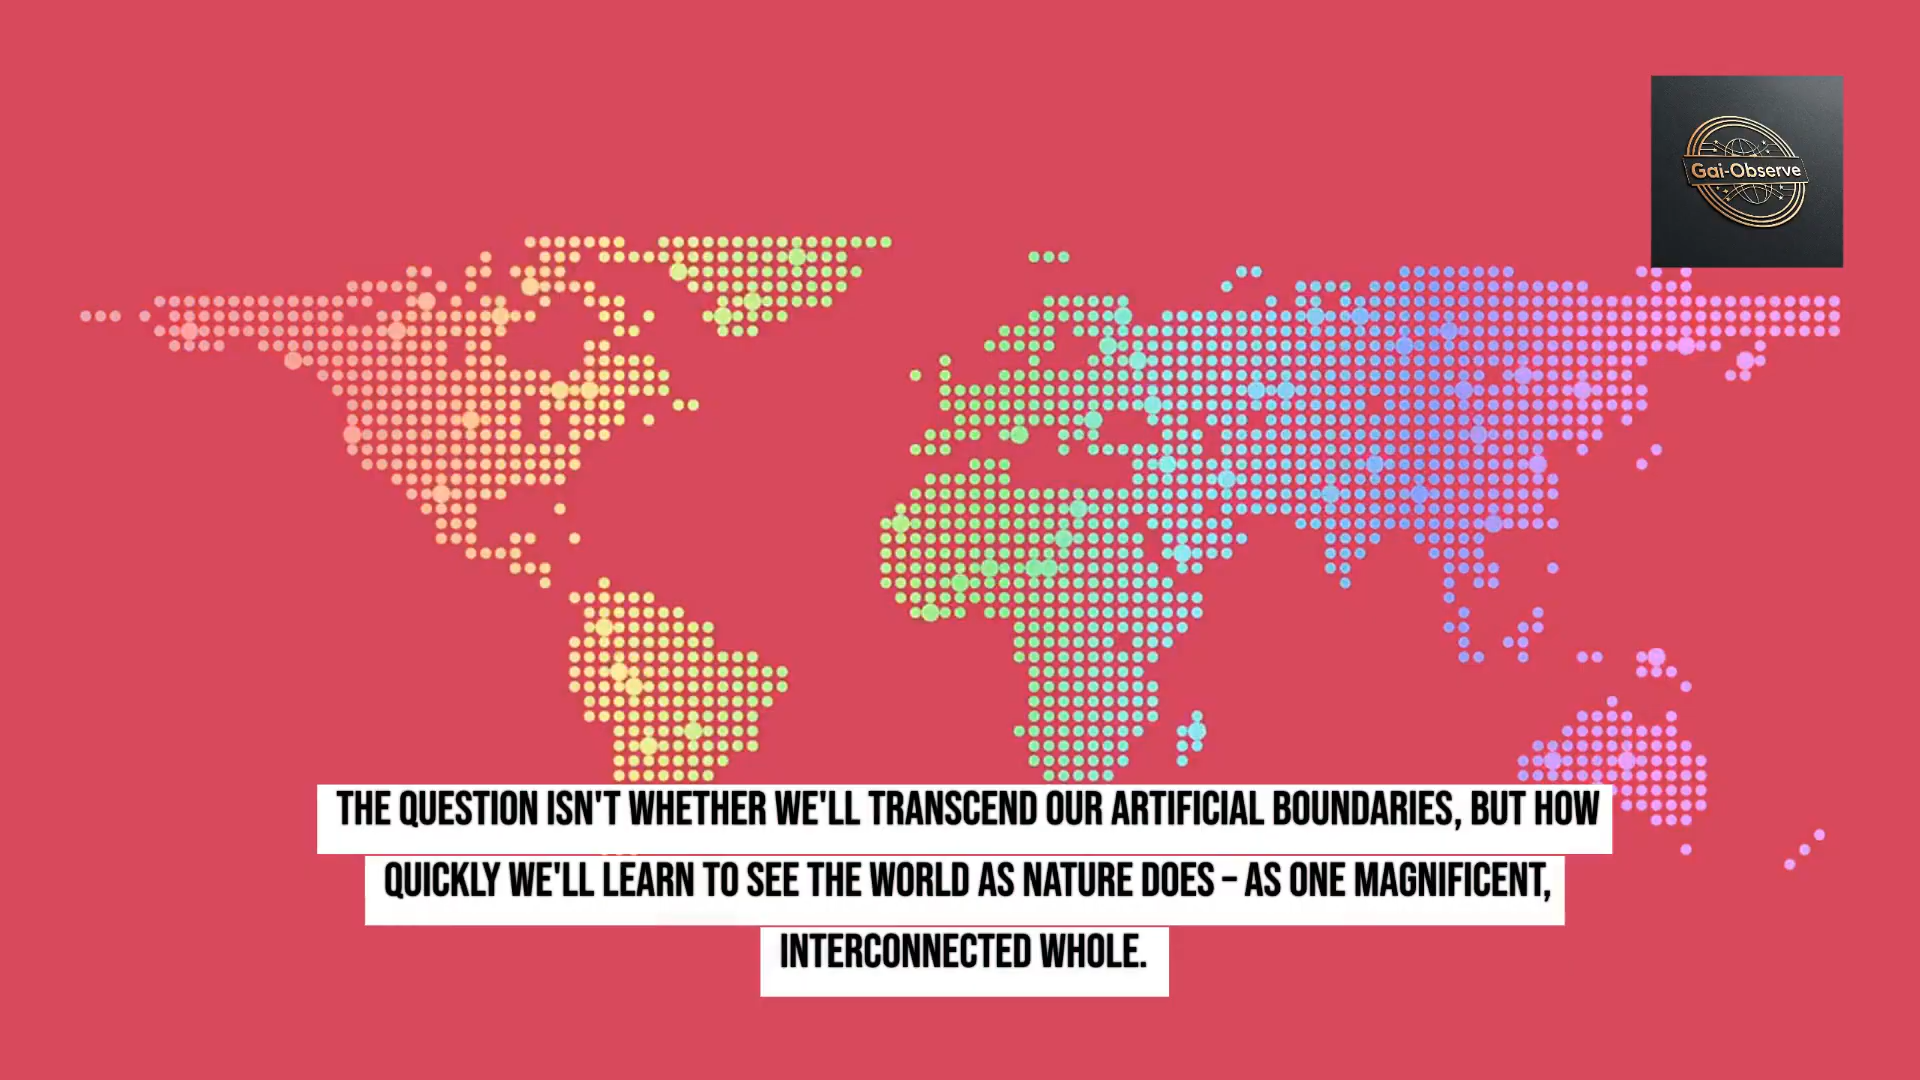 Gai-Observe
THE QUESTION ISN'T WHETHER WE'LL TRANSCEND OUR ARTIFICIAL BOUNDARIES, BUT HOW
QUICKLY WE'LL LEARN TO SEE THE WORLD AS NATURE DOES – AS ONE MAGNIFICENT,
INTERCONNECTED WHOLE.